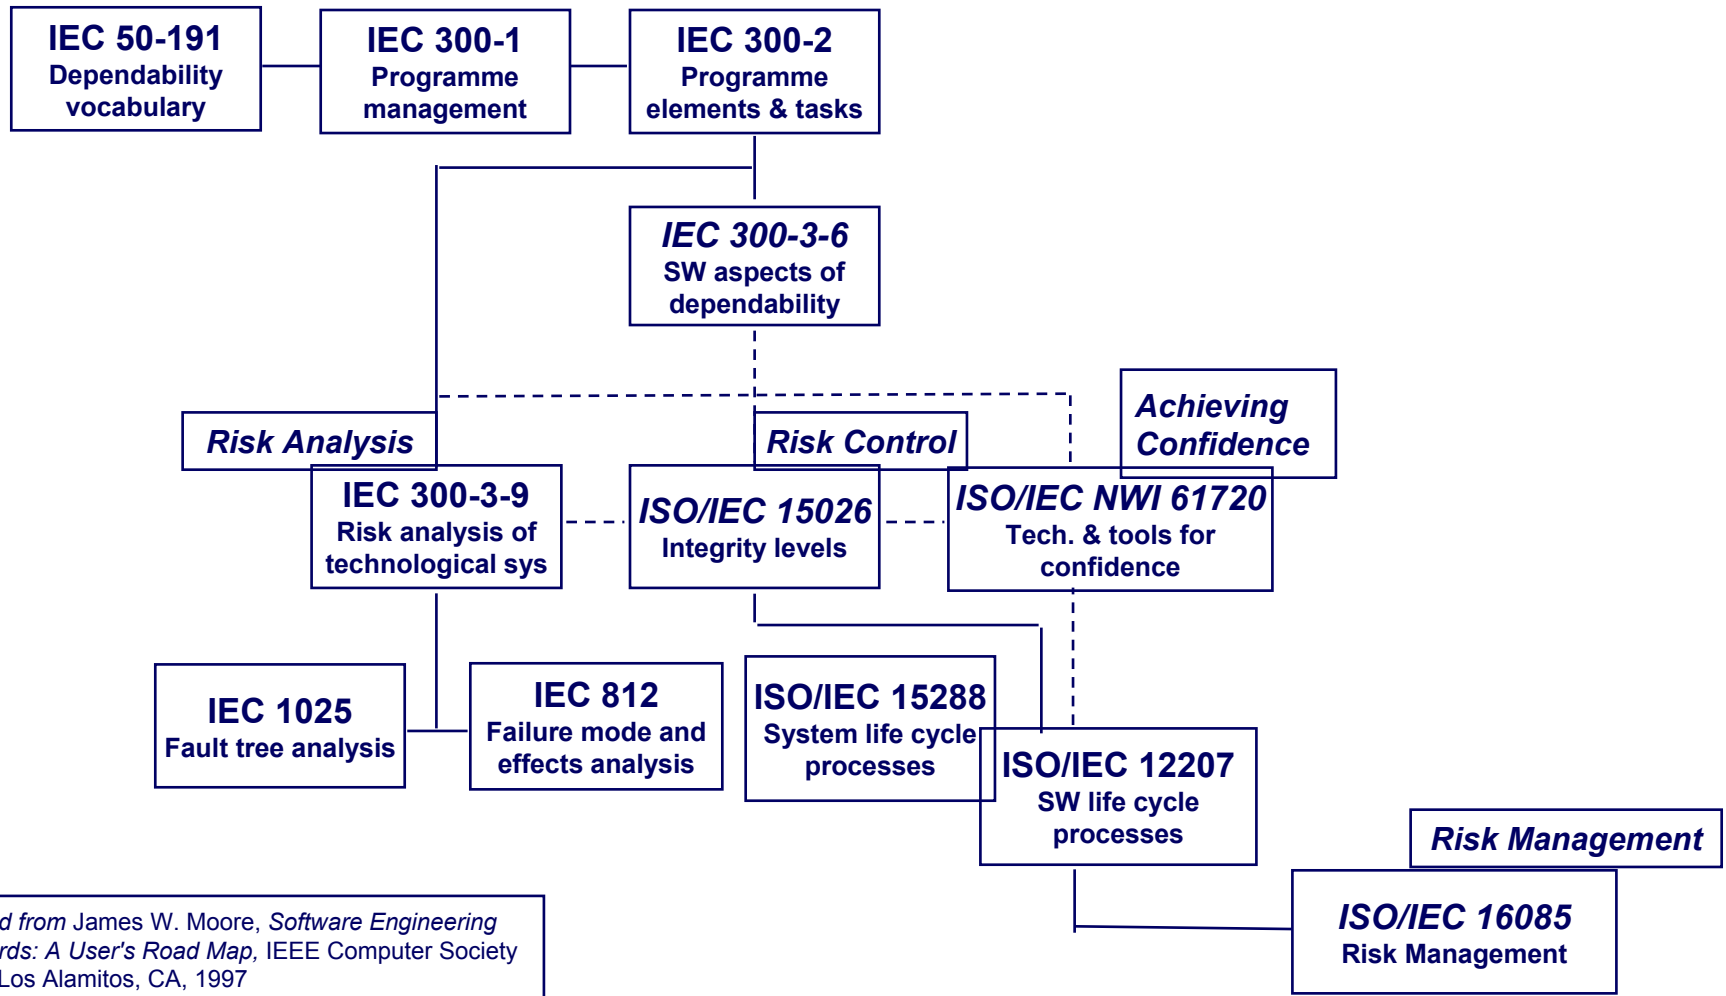 IEC 50-191
Dependability
vocabulary
IEC 300-1
Programme
management
IEC 300-2
Programme
elements & tasks
IEC 300-3-6
SW aspects of
dependability
Risk Analysis
Risk Control
Achieving
Confidence
IEC 300-3-9
Risk analysis of
technological sys
ISO/IEC 15026
Integrity levels
ISO/IEC NWI 61720
Tech. & tools for
confidence
IEC 1025
Fault tree analysis
IEC 812
Failure mode and
effects analysis
ISO/IEC 15288
System life cycle
processes
ISO/IEC 12207
SW life cycle
processes
Risk Management
ISO/IEC 16085
Risk Management
from James W. Moore, Software Engineering
A User's Road Map, IEEE Computer Society
Los Alamitos, CA, 1997